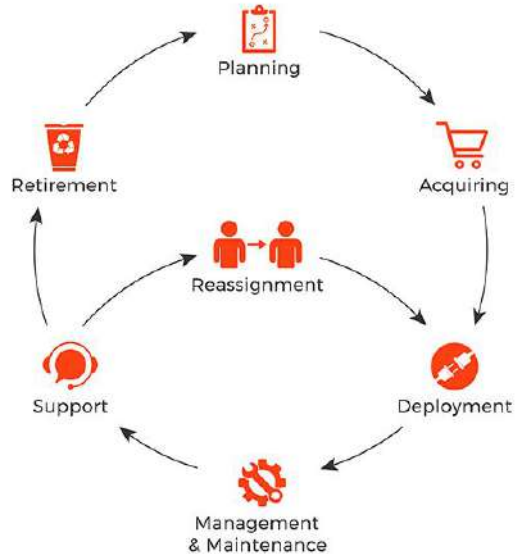 Planning
Retirement
Acquiring
Reassignment
Support
Deployment
Management
& Maintenance